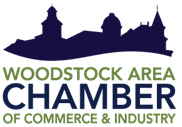 WOODSTOCK AREA
CHAMBER
OF COMMERCE & INDUSTRY